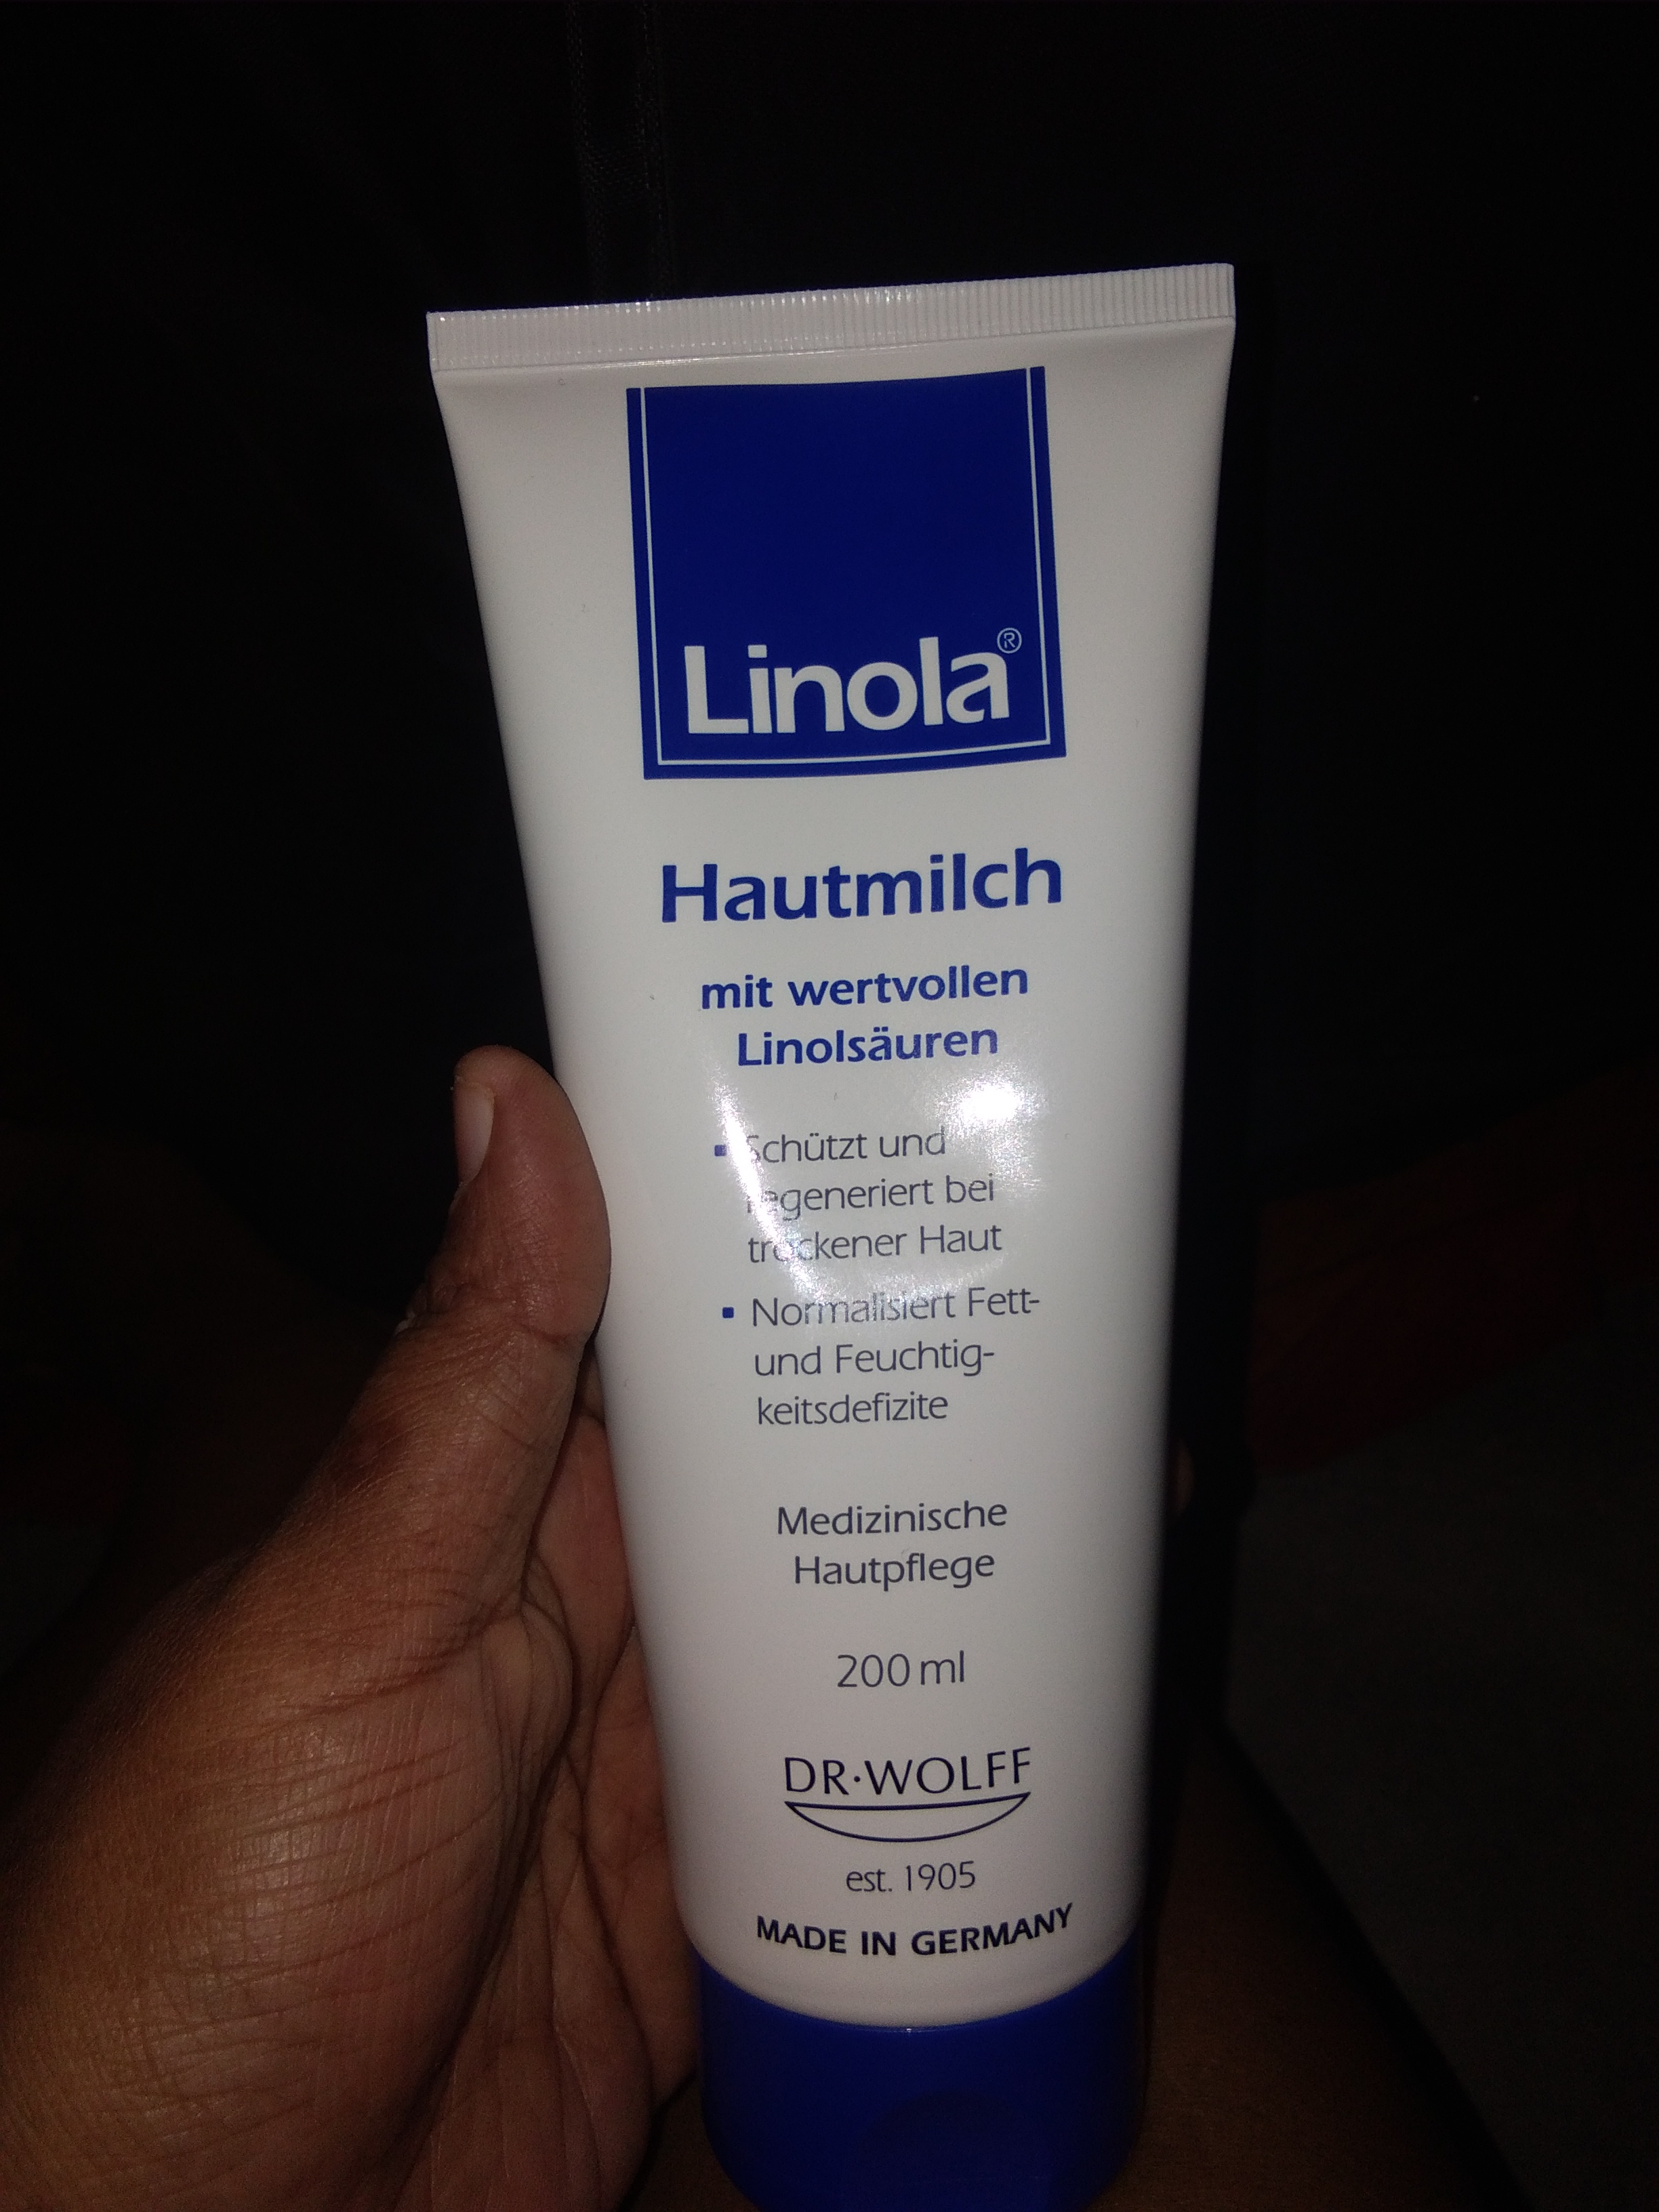 Linola®
Hautmilch
mit wertvollen
Linolsäuren
▪ Schützt und
regeneriert bei
trockener Haut
▪ Normalisiert Fett-
und Feuchtig-
keitsdefizite
Medizinische
Hautpflege
200 ml
DR·WOLFF
est. 1905
MADE IN GERMANY